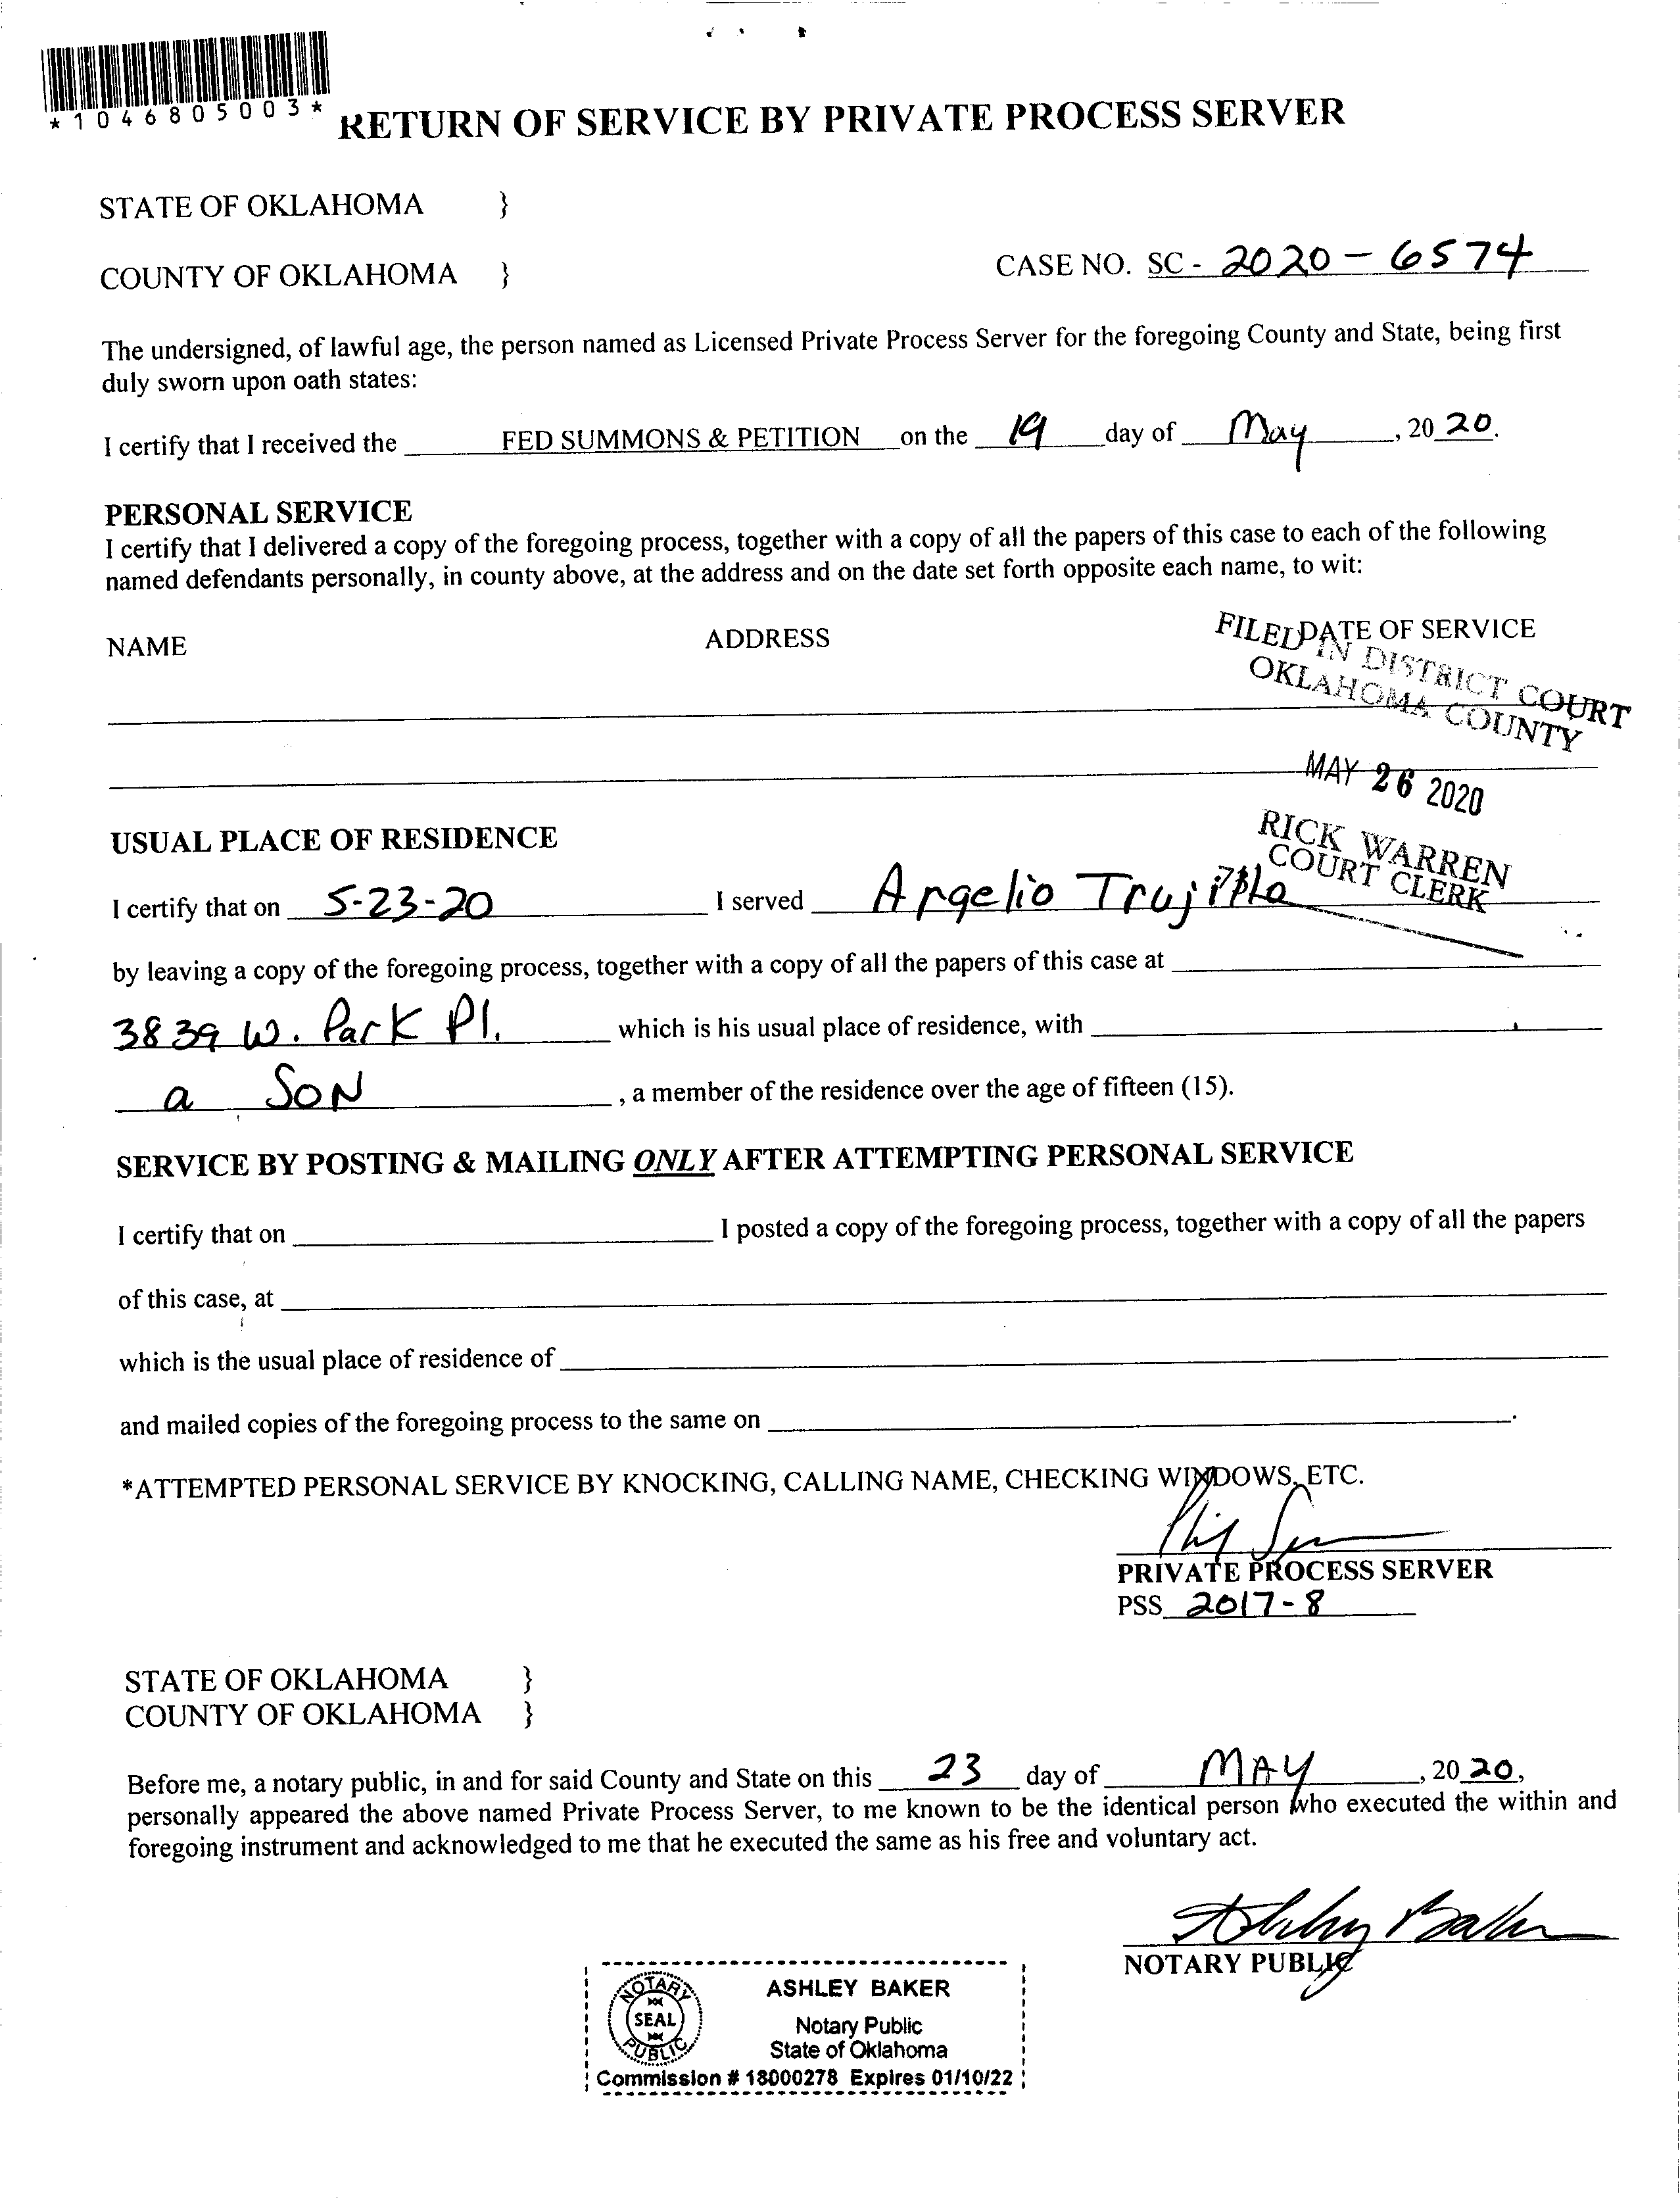 *1046805003*
RETURN OF SERVICE BY PRIVATE PROCESS SERVER
STATE OF OKLAHOMA }
COUNTY OF OKLAHOMA } CASE NO. SC - 2020 - 6574
The undersigned, of lawful age, the person named as Licensed Private Process Server for the foregoing County and State, being first
duly sworn upon oath states:
I certify that I received the FED SUMMONS & PETITION on the 19 day of May, 20 20.
PERSONAL SERVICE
I certify that I delivered a copy of the foregoing process, together with a copy of all the papers of this case to each of the following
named defendants personally, in county above, at the address and on the date set forth opposite each name, to wit:
NAME ADDRESS DATE OF SERVICE
FILED IN DISTRICT COURT
OKLAHOMA COUNTY
MAY 26 2020
RICK WARREN
COURT CLERK
USUAL PLACE OF RESIDENCE
I certify that on 5-23-20 I served Argelio Trujillo
by leaving a copy of the foregoing process, together with a copy of all the papers of this case at
3839 W. Park Pl. which is his usual place of residence, with
a SON, a member of the residence over the age of fifteen (15).
SERVICE BY POSTING & MAILING ONLY AFTER ATTEMPTING PERSONAL SERVICE
I certify that on I posted a copy of the foregoing process, together with a copy of all the papers
of this case, at
which is the usual place of residence of
and mailed copies of the foregoing process to the same on .
*ATTEMPTED PERSONAL SERVICE BY KNOCKING, CALLING NAME, CHECKING WINDOWS, ETC.
PRIVATE PROCESS SERVER
PSS 2017-8
STATE OF OKLAHOMA }
COUNTY OF OKLAHOMA }
Before me, a notary public, in and for said County and State on this 23 day of MAY, 20 20,
personally appeared the above named Private Process Server, to me known to be the identical person who executed the within and
foregoing instrument and acknowledged to me that he executed the same as his free and voluntary act.
Ashley Baker
NOTARY PUBLIC
NOTARY
SEAL
PUBLIC
ASHLEY BAKER
Notary Public
State of Oklahoma
Commission # 18000278 Expires 01/10/22